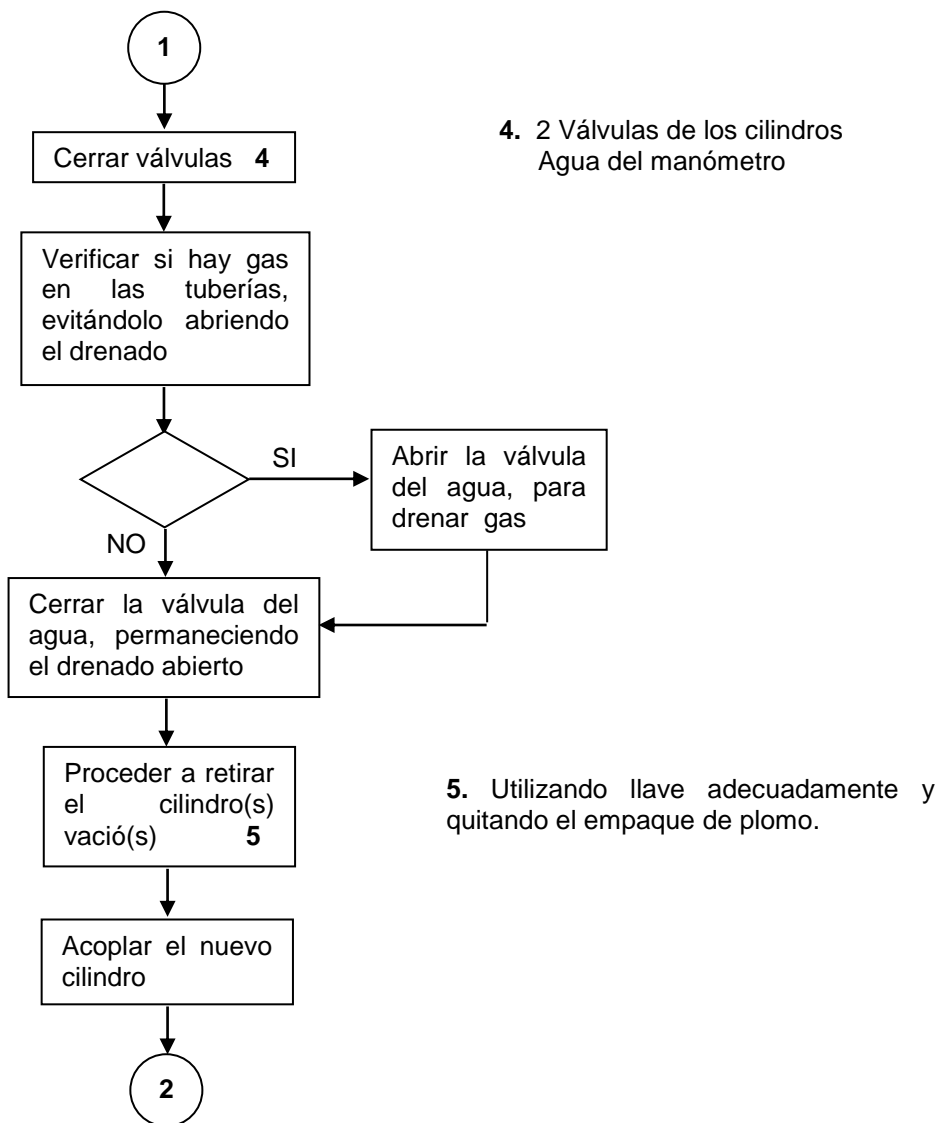 1
Cerrar válvulas 4
4. 2 Válvulas de los cilindros
Agua del manómetro
Verificar si hay gas
en las tuberías,
evitándolo abriendo
el drenado
SI
Abrir la válvula
del agua, para
drenar gas
NO
Cerrar la válvula del
agua, permaneciendo
el drenado abierto
Proceder a retirar
el cilindro(s)
vació(s) 5
5. Utilizando llave adecuadamente y
quitando el empaque de plomo.
Acoplar el nuevo
cilindro
2